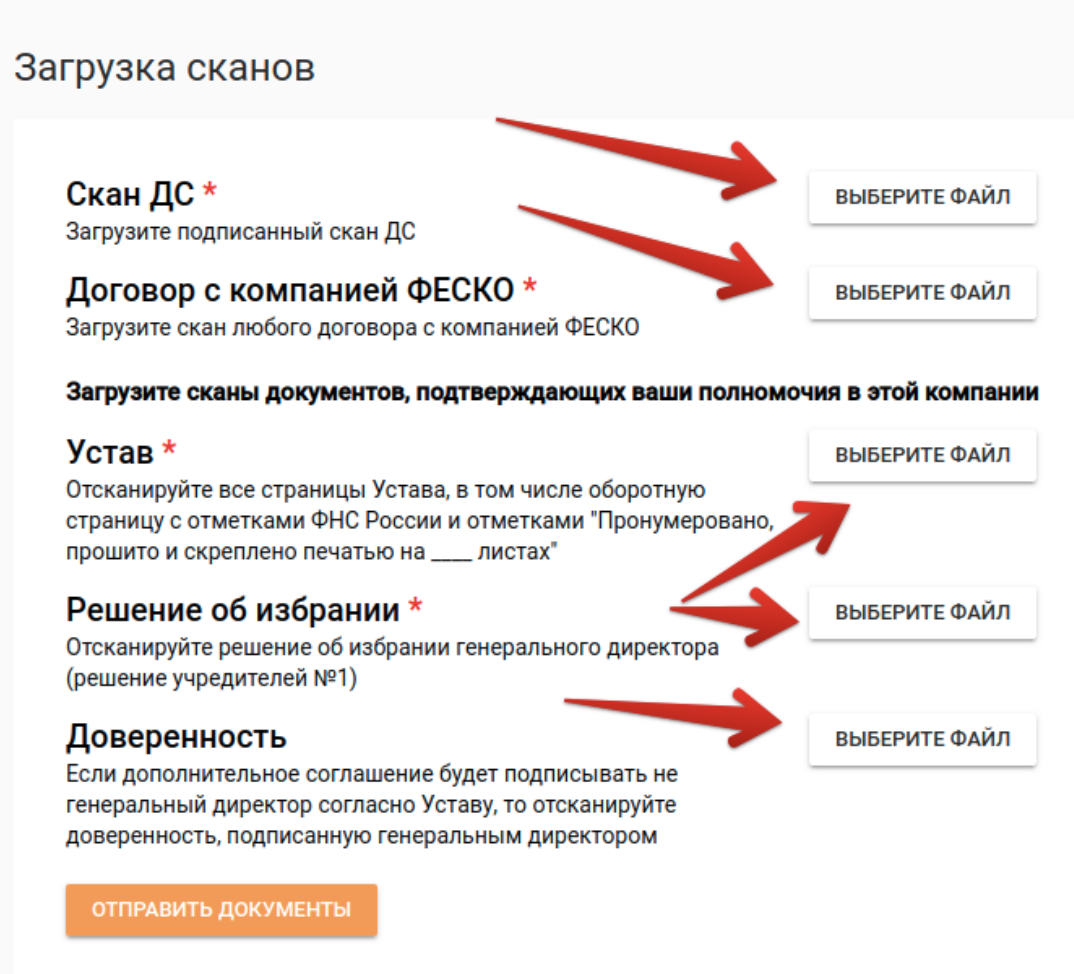 Загрузка сканов
Скан ДС *
ВЫБЕРИТЕ ФАЙЛ
Загрузите подписанный скан ДС
Договор с компанией ФЕСКО *
ВЫБЕРИТЕ ФАЙЛ
Загрузите скан любого договора с компанией ФЕСКО
Загрузите сканы документов, подтверждающих ваши полномочия в этой компании
Устав *
ВЫБЕРИТЕ ФАЙЛ
Отсканируйте все страницы Устава, в том числе оборотную
страницу с отметками ФНС России и отметками "Пронумеровано,
прошито и скреплено печатью на ____ листах"
Решение об избрании *
ВЫБЕРИТЕ ФАЙЛ
Отсканируйте решение об избрании генерального директора
(решение учредителей №1)
Доверенность
ВЫБЕРИТЕ ФАЙЛ
Если дополнительное соглашение будет подписывать не
генеральный директор согласно Уставу, то отсканируйте
доверенность, подписанную генеральным директором
ОТПРАВИТЬ ДОКУМЕНТЫ